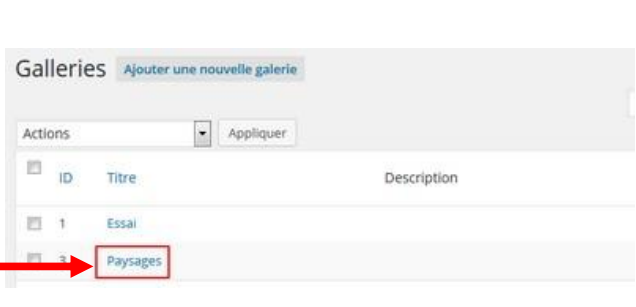 Galleries Ajouter une nouvelle galerie
Actions Appliquer
ID Titre Description
1 Essai
3 Paysages